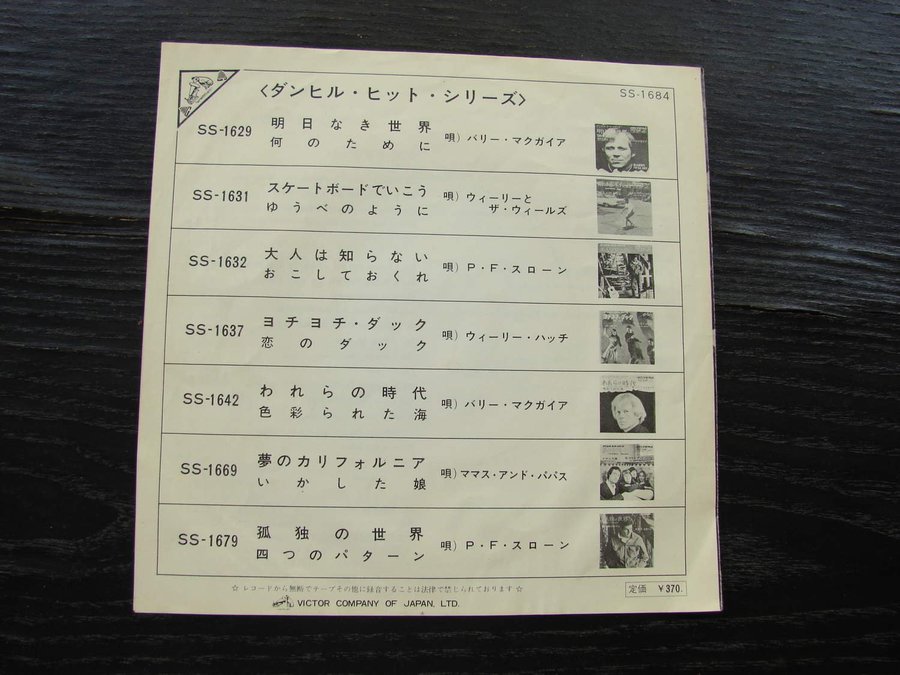 〈ダンヒル・ヒット・シリーズ〉
SS-1684
SS-1629
明日なき世界
何のために
唄）バリー・マクガイア
SS-1631
スケートボードでいこう
ゆうべのように
唄）ウィーリーと
ザ・ウィールズ
SS-1632
大人は知らない
おこしておくれ
唄）P・F・スローン
SS-1637
ヨチヨチ・ダック
恋のダック
唄）ウィーリー・ハッチ
SS-1642
われらの時代
色彩られた海
唄）バリー・マクガイア
SS-1669
夢のカリフォルニア
いかした娘
唄）ママス・アンド・パパス
SS-1679
孤独の世界
四つのパターン
唄）P・F・スローン
☆ レコードから無断でテープその他に録音することは法律で禁じられております ☆
定価 ￥370.
VICTOR COMPANY OF JAPAN, LTD.